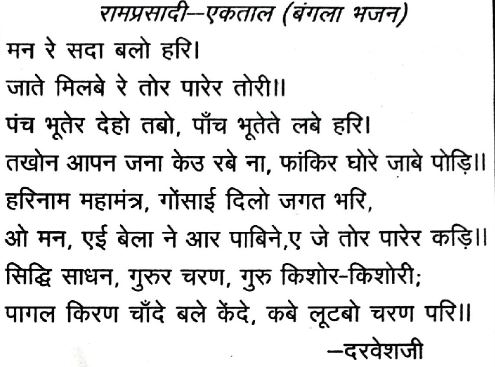 रामप्रसादी--एकताल (बंगला भजन)
मन रे सदा बलो हरि।
जाते मिलबे रे तोर पारेर तोरी॥
पंच भूतेर देहो तबो, पाँच भूतेते लबे हरि।
तखोन आपन जना केउ रबे ना, फांकिर घोरे जाबे पोड़ि॥
हरिनाम महामंत्र, गोंसाई दिलो जगत भरि,
ओ मन, एई बेला ने आर पाबिने,ए जे तोर पारेर कड़ि॥
सिद्धि साधन, गुरुर चरण, गुरु किशोर-किशोरी;
पागल किरण चाँदे बले केंदे, कबे लूटबो चरण परि॥
–दरवेशजी